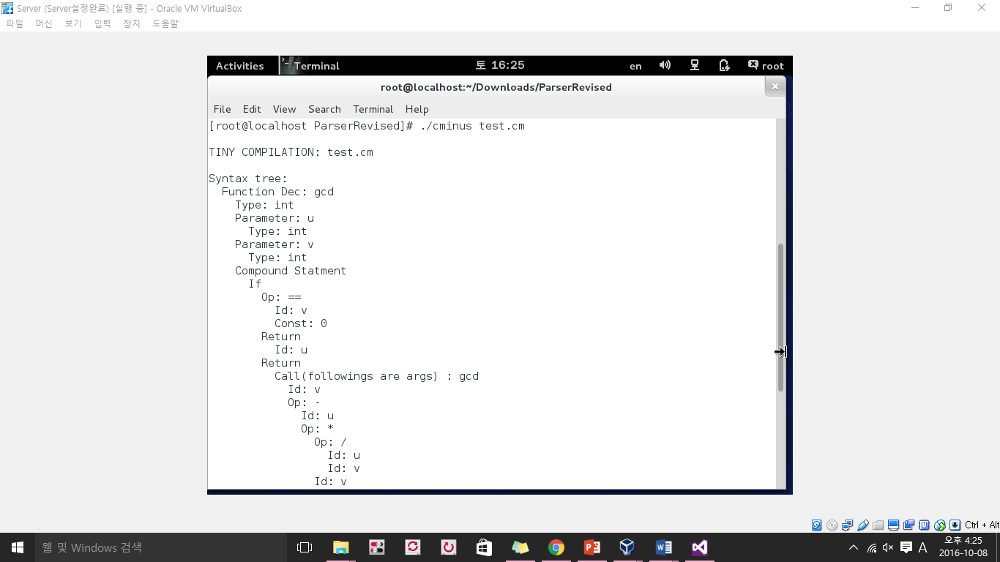 Server (Server설정완료) [실행 중] - Oracle VM VirtualBox
파일 머신 보기 입력 장치 도움말
Activities Terminal 토 16:25 en root
root@localhost:~/Downloads/ParserRevised
File Edit View Search Terminal Help
[root@localhost ParserRevised]# ./cminus test.cm
TINY COMPILATION: test.cm
Syntax tree:
Function Dec: gcd
Type: int
Parameter: u
Type: int
Parameter: v
Type: int
Compound Statment
If
Op: ==
Id: v
Const: 0
Return
Id: u
Return
Call(followings are args) : gcd
Id: v
Op: -
Id: u
Op: *
Op: /
Id: u
Id: v
Id: v
Ctrl + Alt
웹 및 Windows 검색
A
오후 4:25
2016-10-08